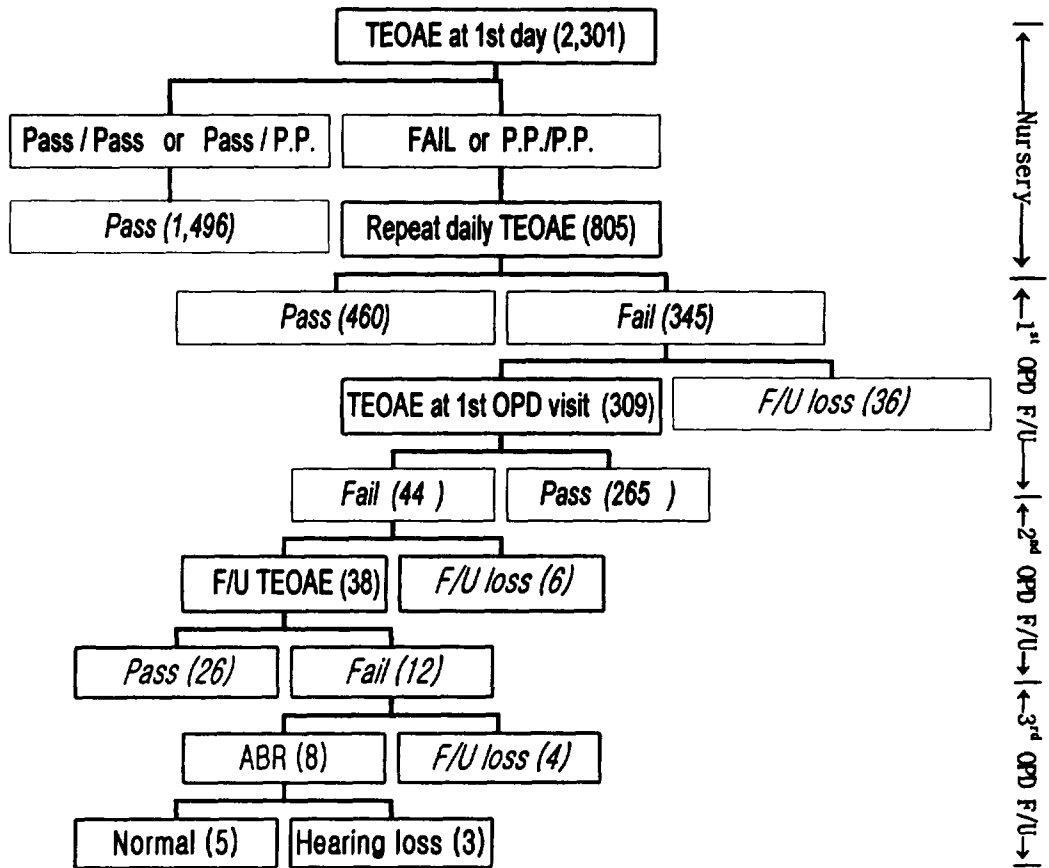 TEOAE at 1st day (2,301)
Pass / Pass or Pass / P.P.
FAIL or P.P./P.P.
Pass (1,496)
Repeat daily TEOAE (805)
Pass (460)
Fail (345)
TEOAE at 1st OPD visit (309)
F/U loss (36)
Fail (44 )
Pass (265 )
F/U TEOAE (38)
F/U loss (6)
Pass (26)
Fail (12)
ABR (8)
F/U loss (4)
Normal (5)
Hearing loss (3)
Nursery
1st OPD F/U
2nd OPD F/U
3rd OPD F/U